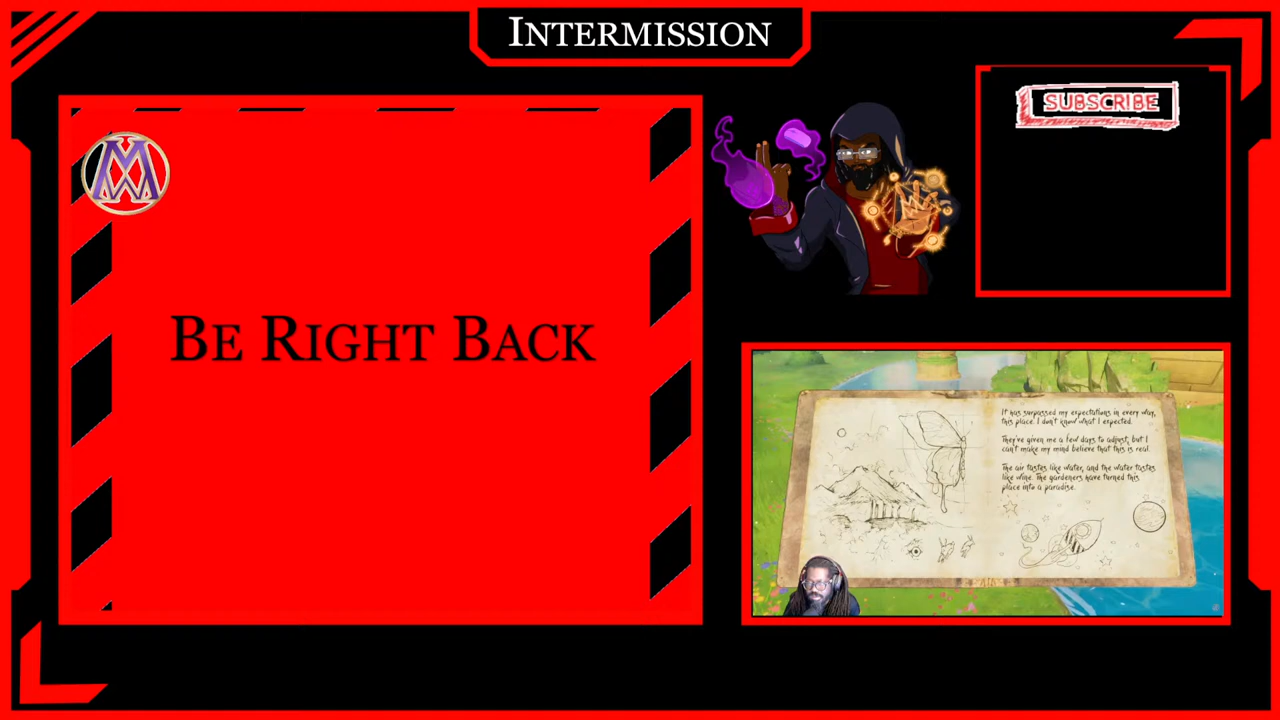 INTERMISSION
SUBSCRIBE
BE RIGHT BACK
It has surpassed my expectations in every way,
this place. I don't know what I expected.
They've given me a few days to adjust, but I
can't make my mind believe that this is real.
The air tastes like water, and the water tastes
like wine. The gardeners have turned this
place into a paradise.